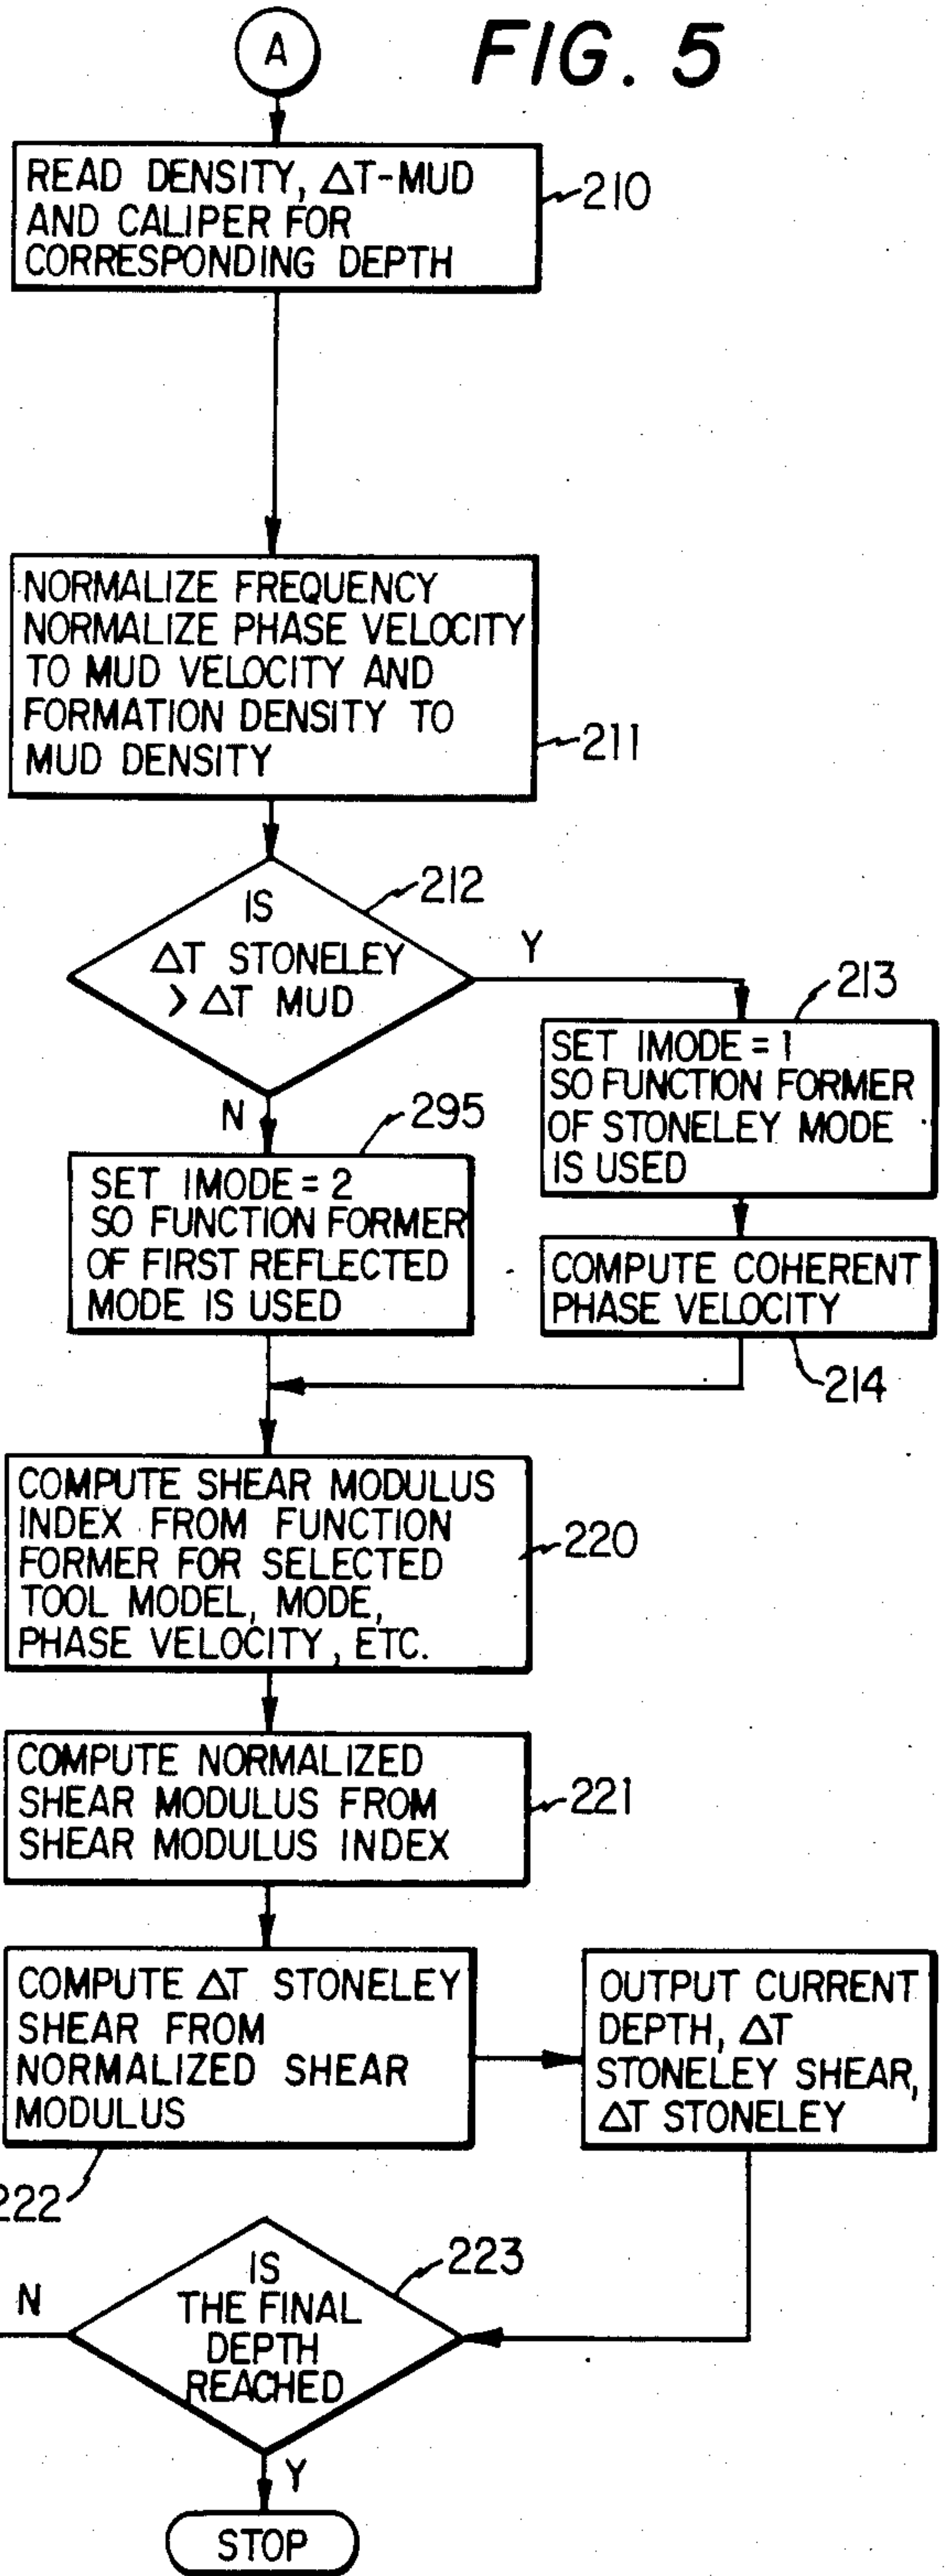 A
FIG. 5
READ DENSITY, ΔT-MUD
AND CALIPER FOR
CORRESPONDING DEPTH
210
NORMALIZE FREQUENCY
NORMALIZE PHASE VELOCITY
TO MUD VELOCITY AND
FORMATION DENSITY TO
MUD DENSITY
211
IS
ΔT STONELEY
> ΔT MUD
212
Y
N
213
SET IMODE = 1
SO FUNCTION FORMER
OF STONELEY MODE
IS USED
295
SET IMODE = 2
SO FUNCTION FORMER
OF FIRST REFLECTED
MODE IS USED
COMPUTE COHERENT
PHASE VELOCITY
214
COMPUTE SHEAR MODULUS
INDEX FROM FUNCTION
FORMER FOR SELECTED
TOOL MODEL, MODE,
PHASE VELOCITY, ETC.
220
COMPUTE NORMALIZED
SHEAR MODULUS FROM
SHEAR MODULUS INDEX
221
COMPUTE ΔT STONELEY
SHEAR FROM
NORMALIZED SHEAR
MODULUS
222
OUTPUT CURRENT
DEPTH, ΔT
STONELEY SHEAR,
ΔT STONELEY
IS
THE FINAL
DEPTH
REACHED
223
N
Y
STOP